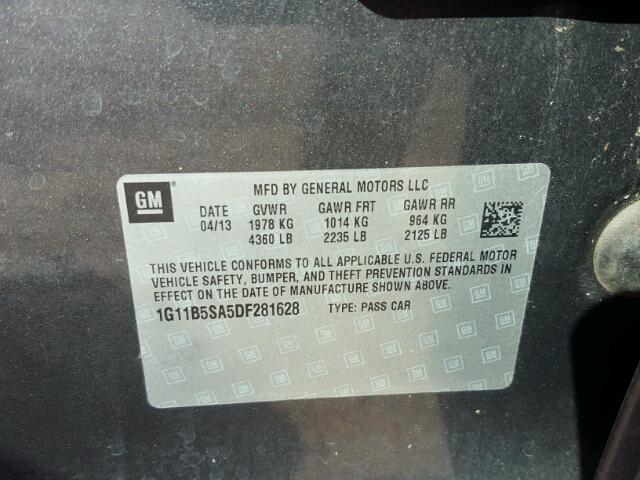 GM
MFD BY GENERAL MOTORS LLC
DATE GVWR GAWR FRT GAWR RR
04/13 1978 KG 1014 KG 964 KG
4360 LB 2235 LB 2125 LB
THIS VEHICLE CONFORMS TO ALL APPLICABLE U.S. FEDERAL MOTOR
VEHICLE SAFETY, BUMPER, AND THEFT PREVENTION STANDARDS IN
EFFECT ON THE DATE OF MANUFACTURE SHOWN ABOVE.
1G11B5SA5DF281628 TYPE: PASS CAR